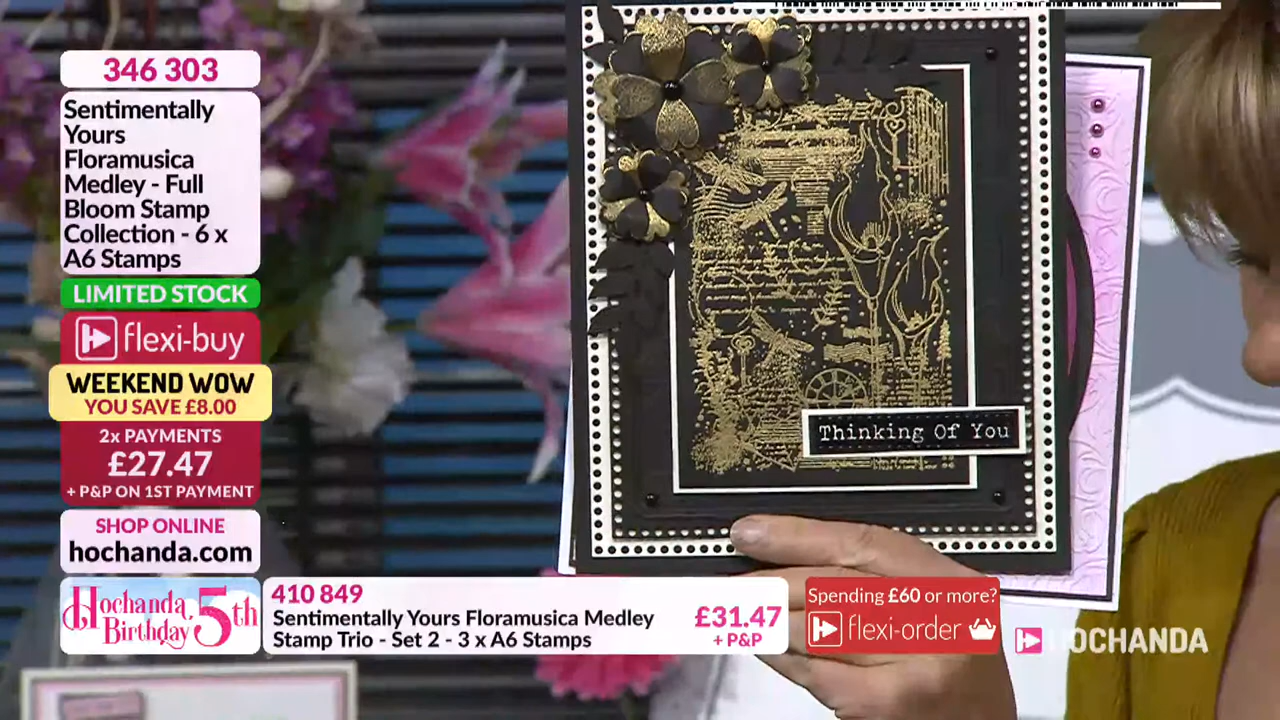 346 303
Sentimentally
Yours
Floramusica
Medley - Full
Bloom Stamp
Collection - 6 x
A6 Stamps
LIMITED STOCK
flexi-buy
WEEKEND WOW
YOU SAVE £8.00
2x PAYMENTS
£27.47
+ P&P ON 1ST PAYMENT
SHOP ONLINE
hochanda.com
Hochanda
Birthday
5th
410 849
Sentimentally Yours Floramusica Medley
Stamp Trio - Set 2 - 3 x A6 Stamps
£31.47
+ P&P
Spending £60 or more?
flexi-order
HOCHANDA
Thinking Of You